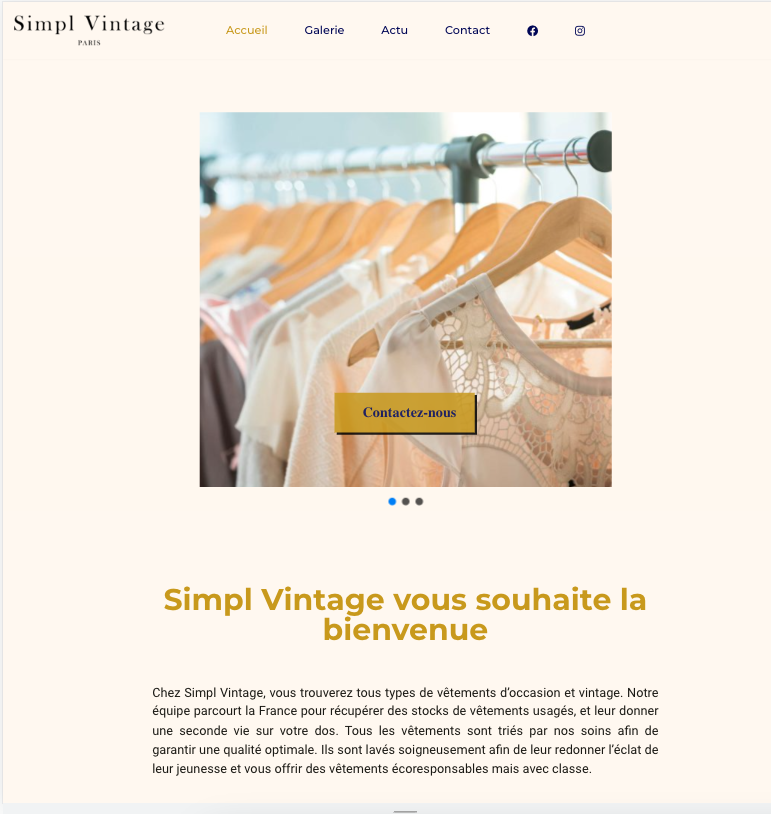 Simpl Vintage
PARIS
Accueil Galerie Actu Contact
Contactez-nous
Simpl Vintage vous souhaite la
bienvenue
Chez Simpl Vintage, vous trouverez tous types de vêtements d’occasion et vintage. Notre
équipe parcourt la France pour récupérer des stocks de vêtements usagés, et leur donner
une seconde vie sur votre dos. Tous les vêtements sont triés par nos soins afin de
garantir une qualité optimale. Ils sont lavés soigneusement afin de leur redonner l’éclat de
leur jeunesse et vous offrir des vêtements écoresponsables mais avec classe.